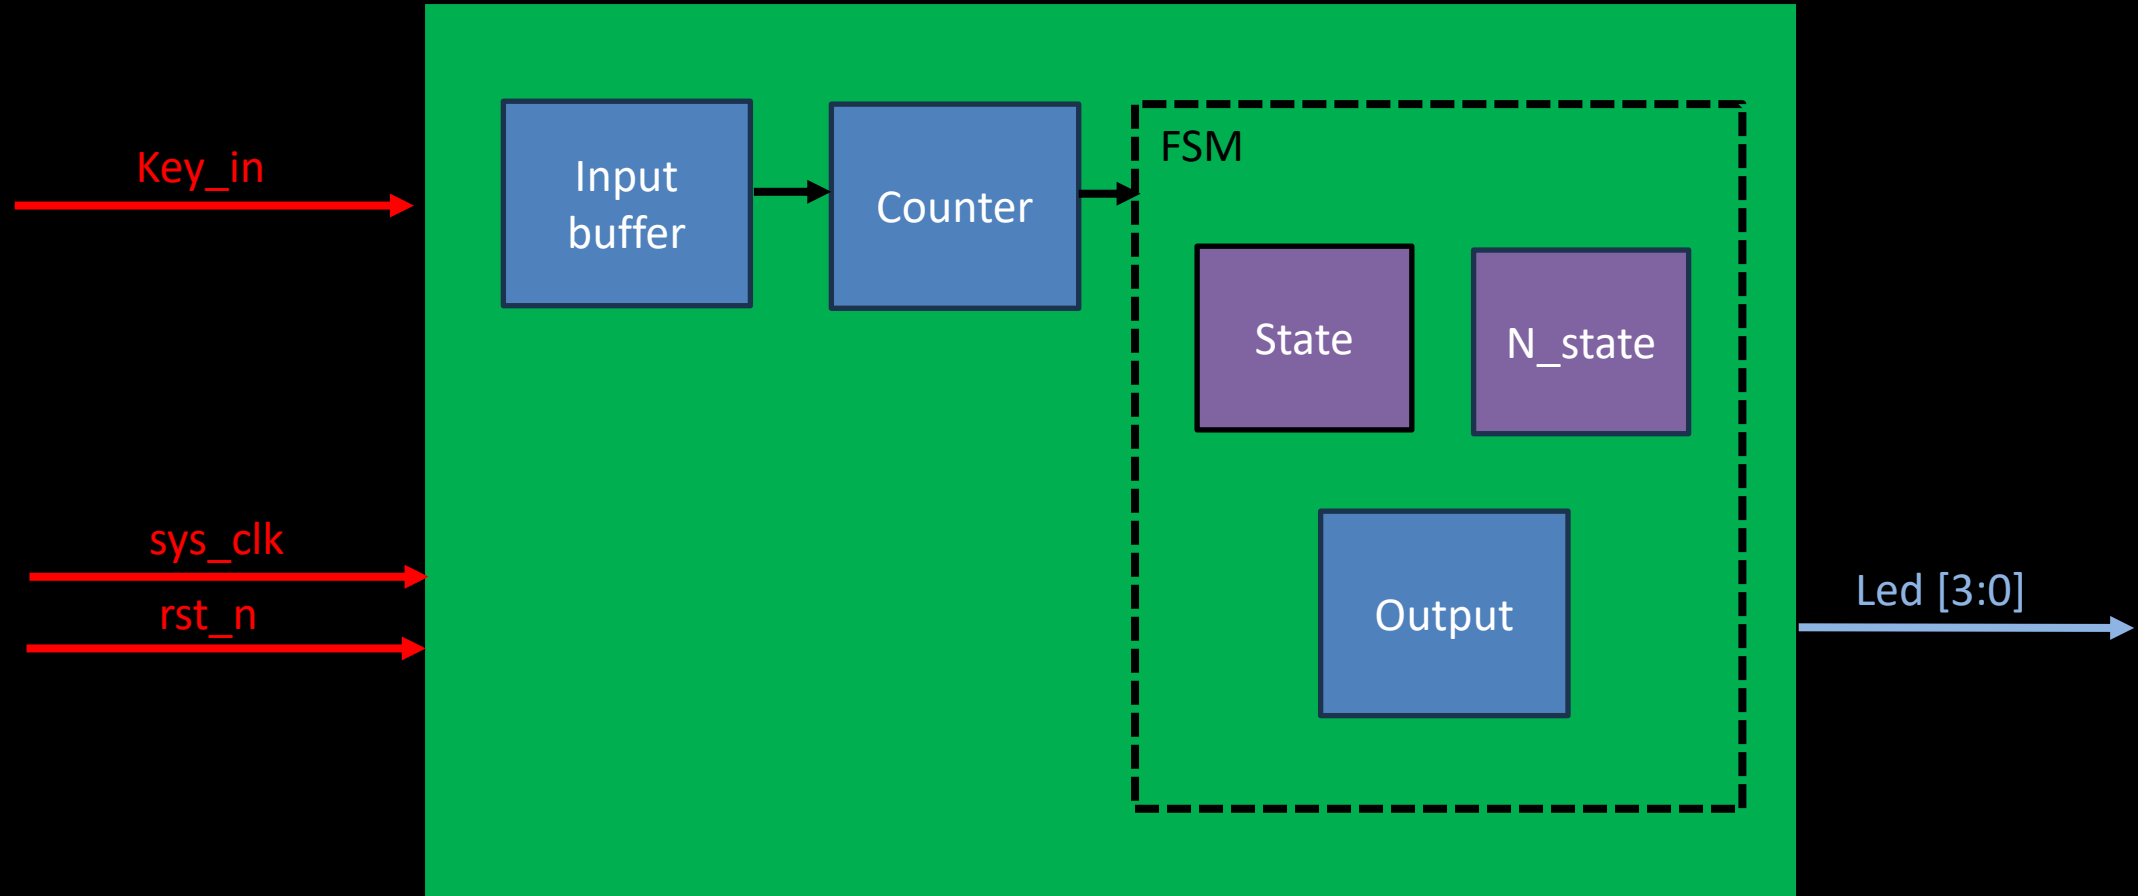 Key_in
Input
buffer
Counter
FSM
State
N_state
sys_clk
rst_n
Output
Led [3:0]